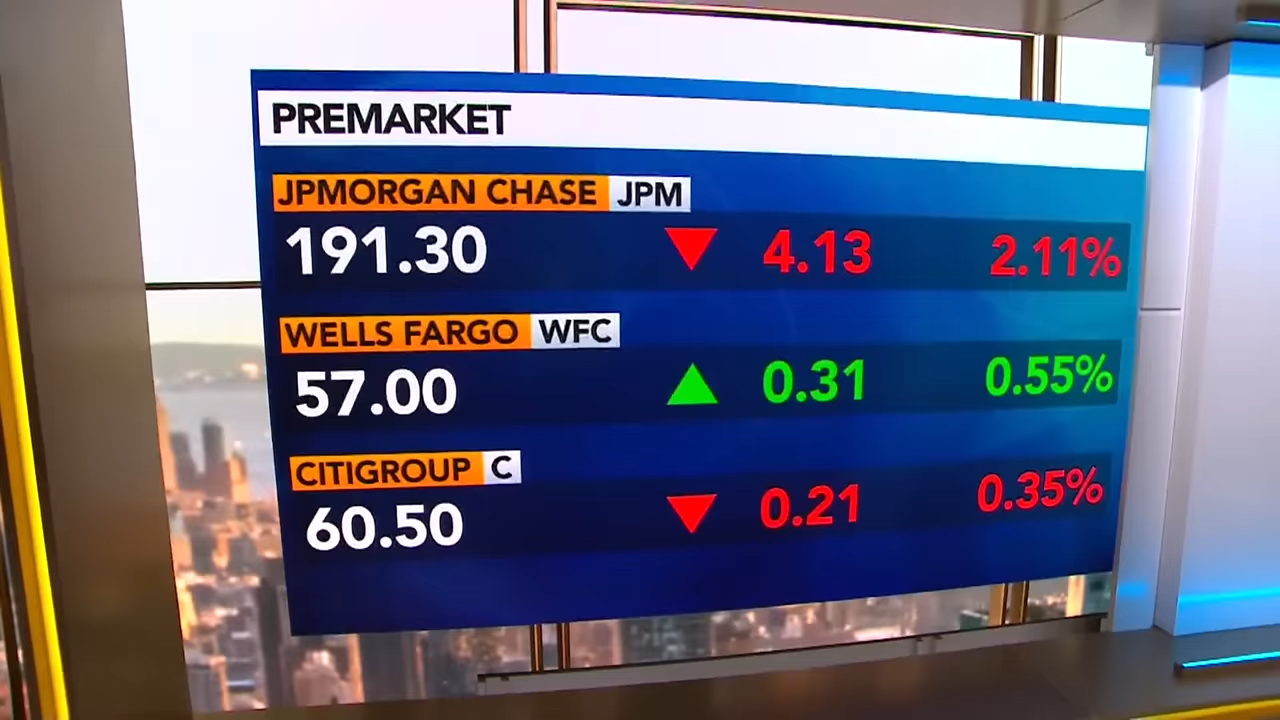 PREMARKET
JPMORGAN CHASE JPM
191.30 ▼ 4.13 2.11%
WELLS FARGO WFC
57.00 ▲ 0.31 0.55%
CITIGROUP C
60.50 ▼ 0.21 0.35%